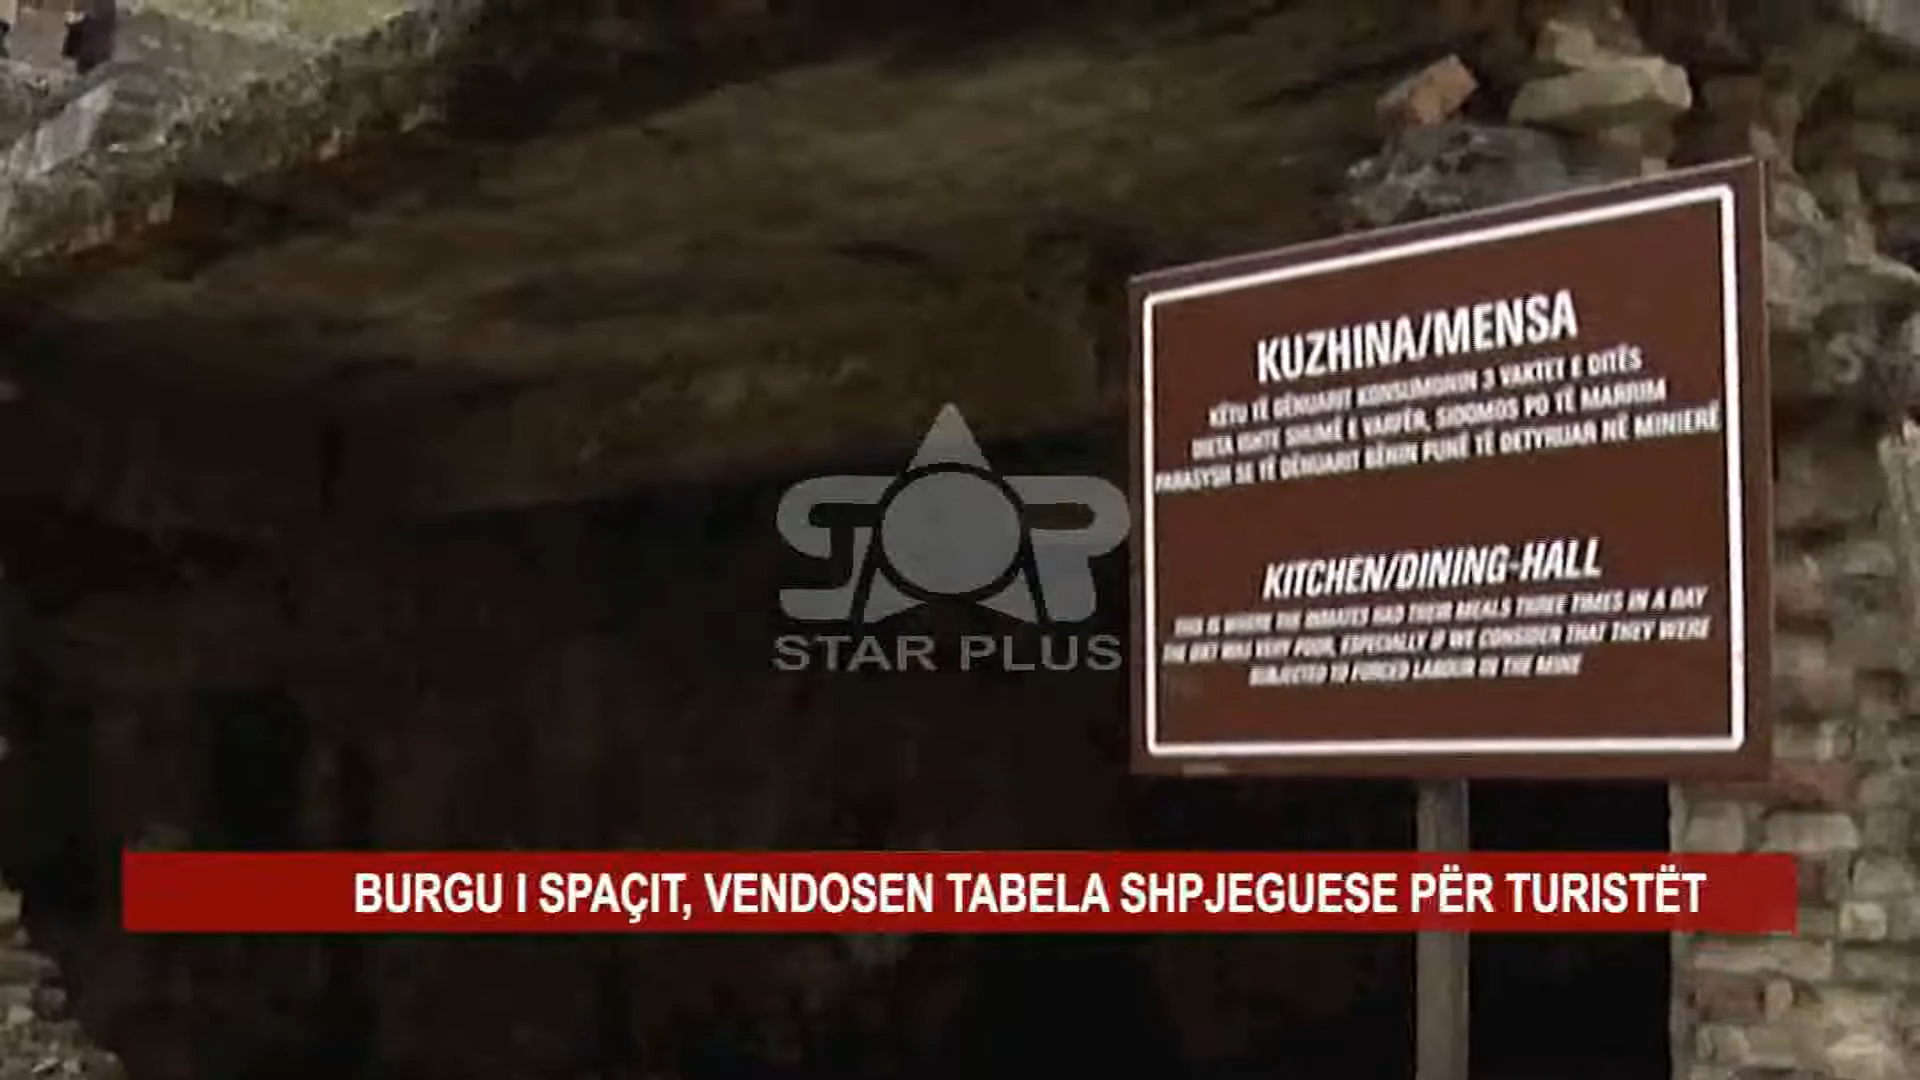 KUZHINA/MENSA
KËTU TË DËNUARIT KONSUMONIN 3 VAKTET E DITËS
DIETA ISHTE SHUMË E VARFËR, SIDOMOS PO TË MARRIM
PARASYSH SE TË DËNUARIT BËNIN PUNË TË DETYRUAR NË MINIERË
KITCHEN/DINING-HALL
THIS IS WHERE THE INMATES HAD THEIR MEALS THREE TIMES IN A DAY
THE DIET WAS VERY POOR, ESPECIALLY IF WE CONSIDER THAT THEY WERE
SUBJECTED TO FORCED LABOUR IN THE MINE
STAR PLUS
BURGU I SPAÇIT, VENDOSEN TABELA SHPJEGUESE PËR TURISTËT